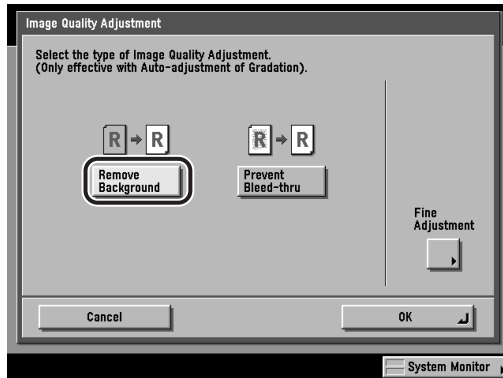 Image Quality Adjustment
Select the type of Image Quality Adjustment.
(Only effective with Auto-adjustment of Gradation).
R R
R R
Remove
Background
Prevent
Bleed-thru
Fine
Adjustment
Cancel
OK
System Monitor